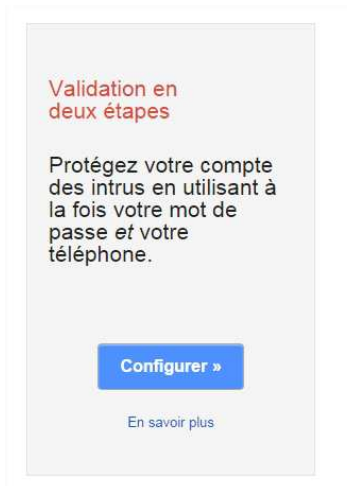 Validation en
deux étapes
Protégez votre compte
des intrus en utilisant à
la fois votre mot de
passe et votre
téléphone.
Configurer »
En savoir plus